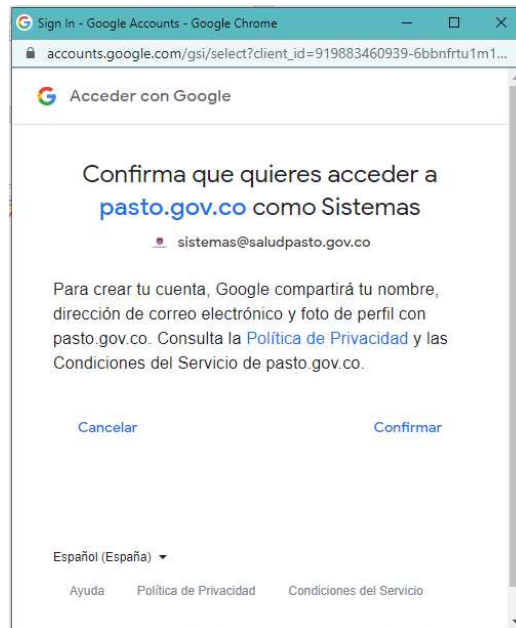 Sign In - Google Accounts - Google Chrome
accounts.google.com/gsi/select?client_id=919883460939-6bbnfrtu1m1...
Acceder con Google
Confirma que quieres acceder a
pasto.gov.co como Sistemas
sistemas@saludpasto.gov.co
Para crear tu cuenta, Google compartirá tu nombre,
dirección de correo electrónico y foto de perfil con
pasto.gov.co. Consulta la Política de Privacidad y las
Condiciones del Servicio de pasto.gov.co.
Cancelar Confirmar
Español (España)
Ayuda Política de Privacidad Condiciones del Servicio